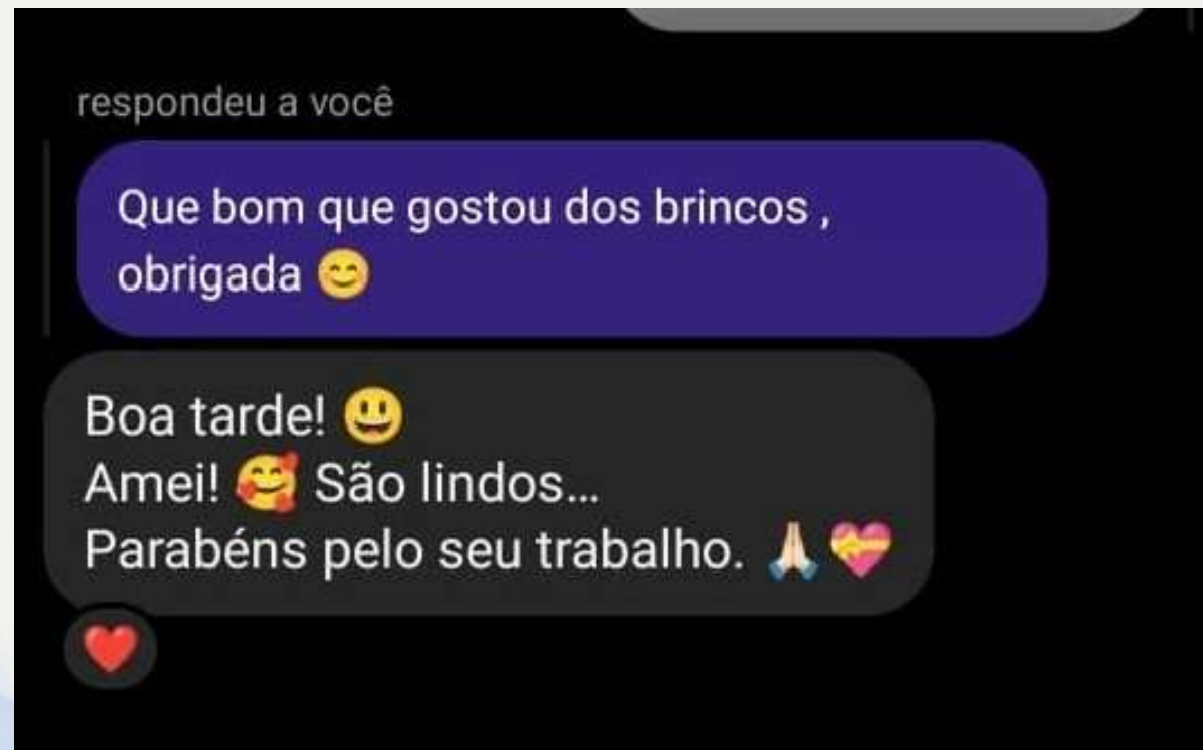 respondeu a você
Que bom que gostou dos brincos ,
obrigada 😊
Boa tarde! 😃
Amei! 🥰 São lindos...
Parabéns pelo seu trabalho. 🙏🏻💝
❤️